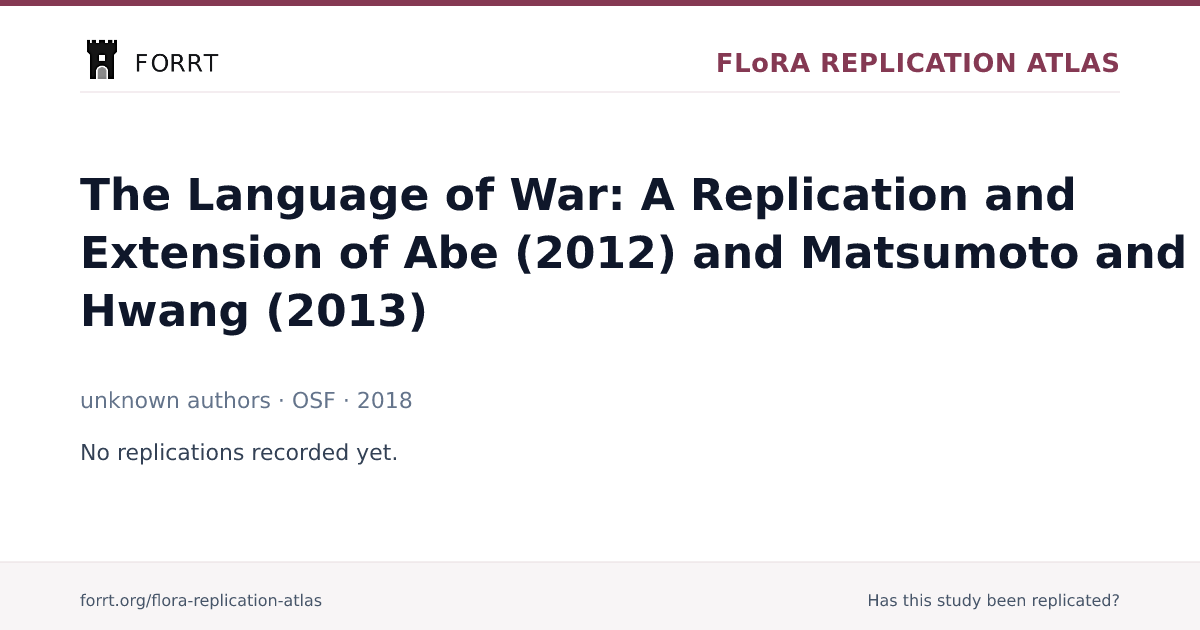 FORRT
FLoRA REPLICATION ATLAS
The Language of War: A Replication and
Extension of Abe (2012) and Matsumoto and
Hwang (2013)
unknown authors · OSF · 2018
No replications recorded yet.
forrt.org/flora-replication-atlas
Has this study been replicated?